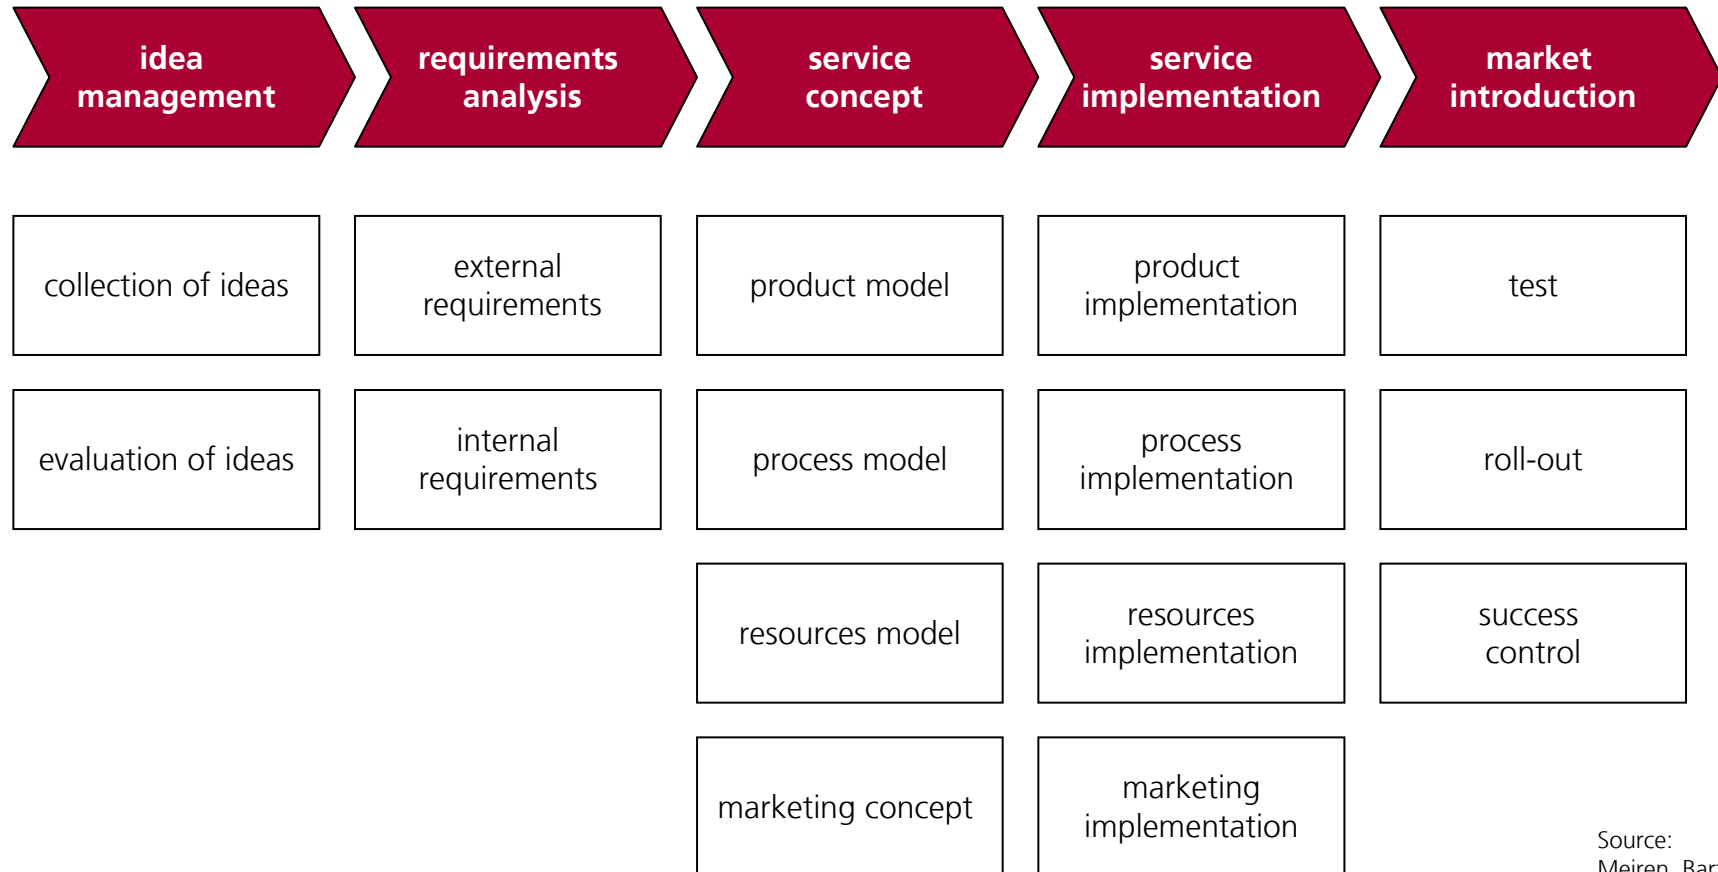 idea
management
requirements
analysis
service
concept
service
implementation
market
introduction
collection of ideas
external
requirements
product model
product
implementation
test
evaluation of ideas
internal
requirements
process model
process
implementation
roll-out
resources model
resources
implementation
success
control
marketing concept
marketing
implementation
Source:
Meiren,